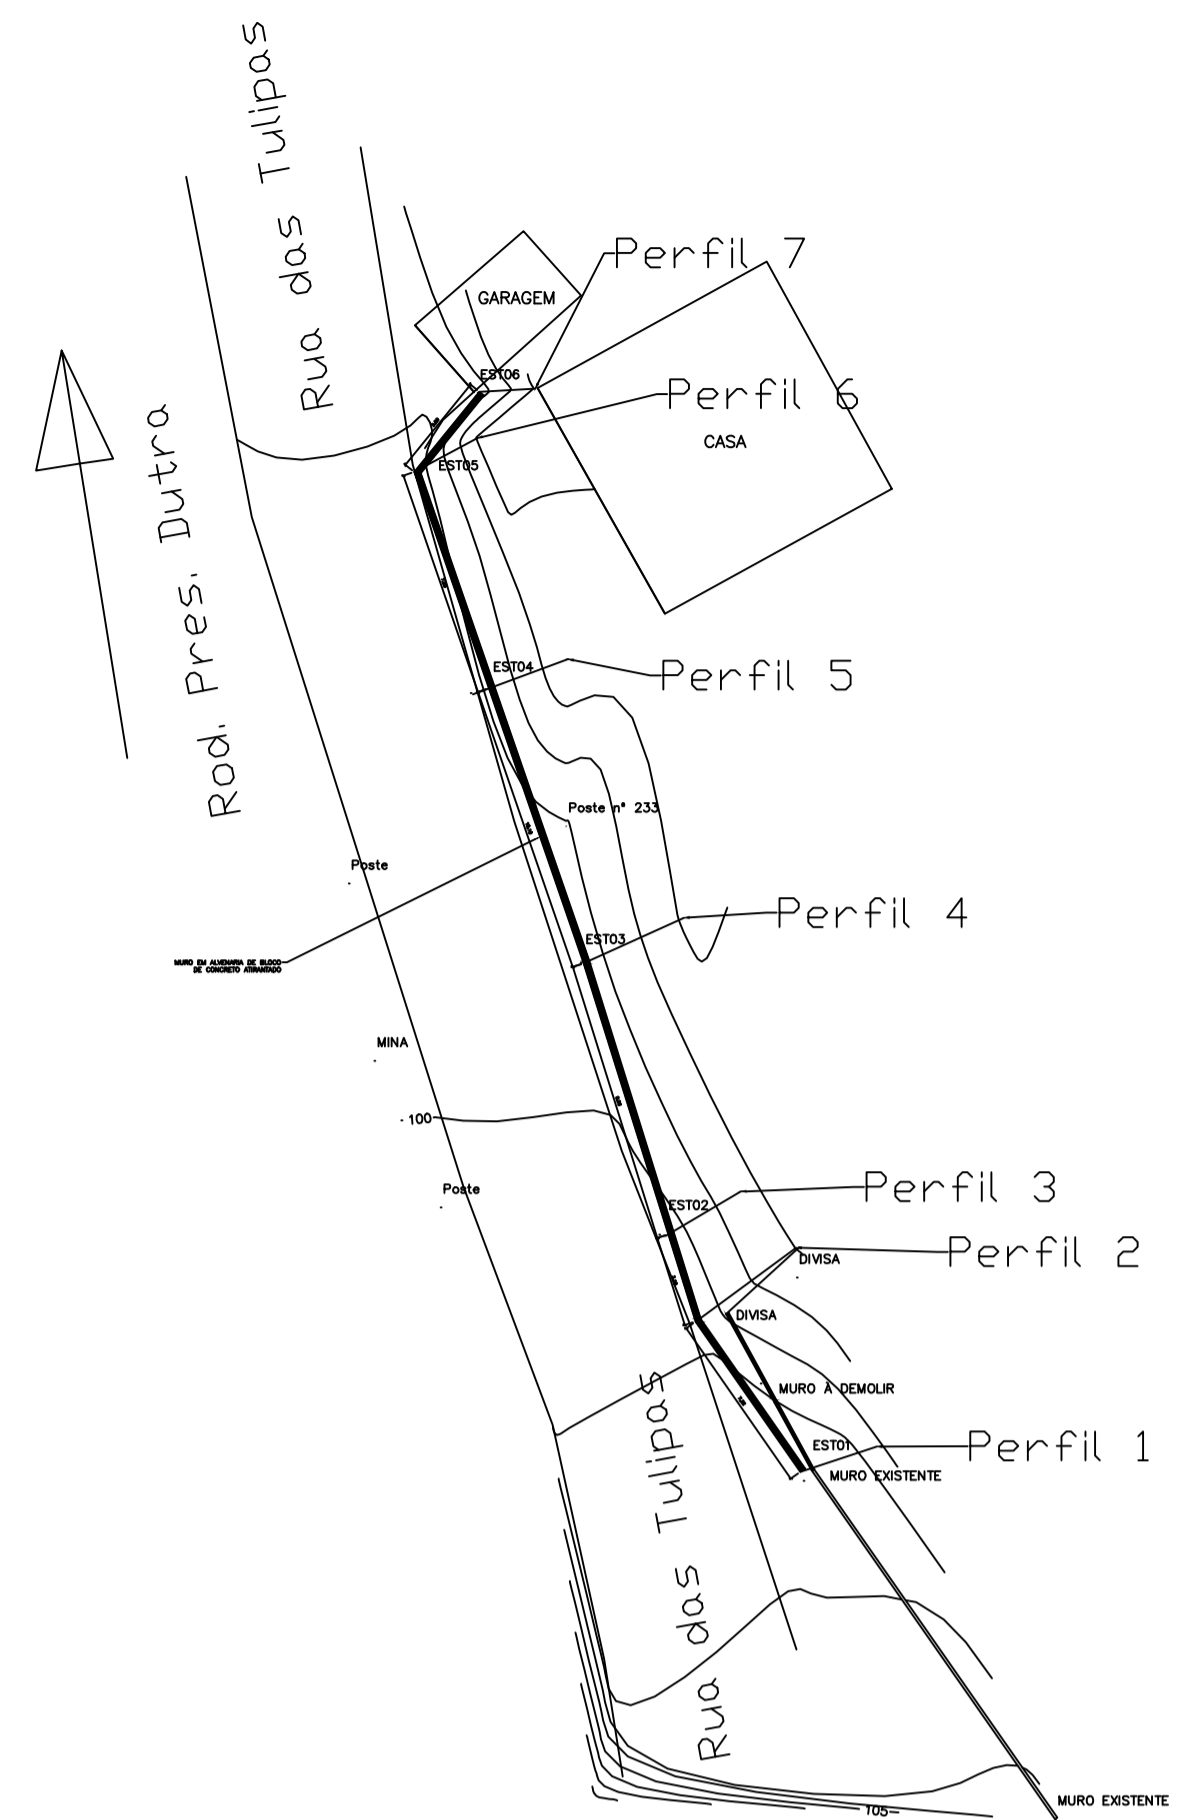 Rua das Tulipas
Perfil 7
GARAGEM
EST06
Perfil 6
CASA
Rod. Pres. Dutra
EST05
EST04
Perfil 5
Poste n° 233
Poste
Perfil 4
EST03
MURO EM ALVENARIA DE BLOCO
DE CONCRETO ATIRANTADO
MINA
100
Perfil 3
Poste
EST02
Perfil 2
DIVISA
DIVISA
MURO À DEMOLIR
EST01
Perfil 1
MURO EXISTENTE
Rua das Tulipas
MURO EXISTENTE
105